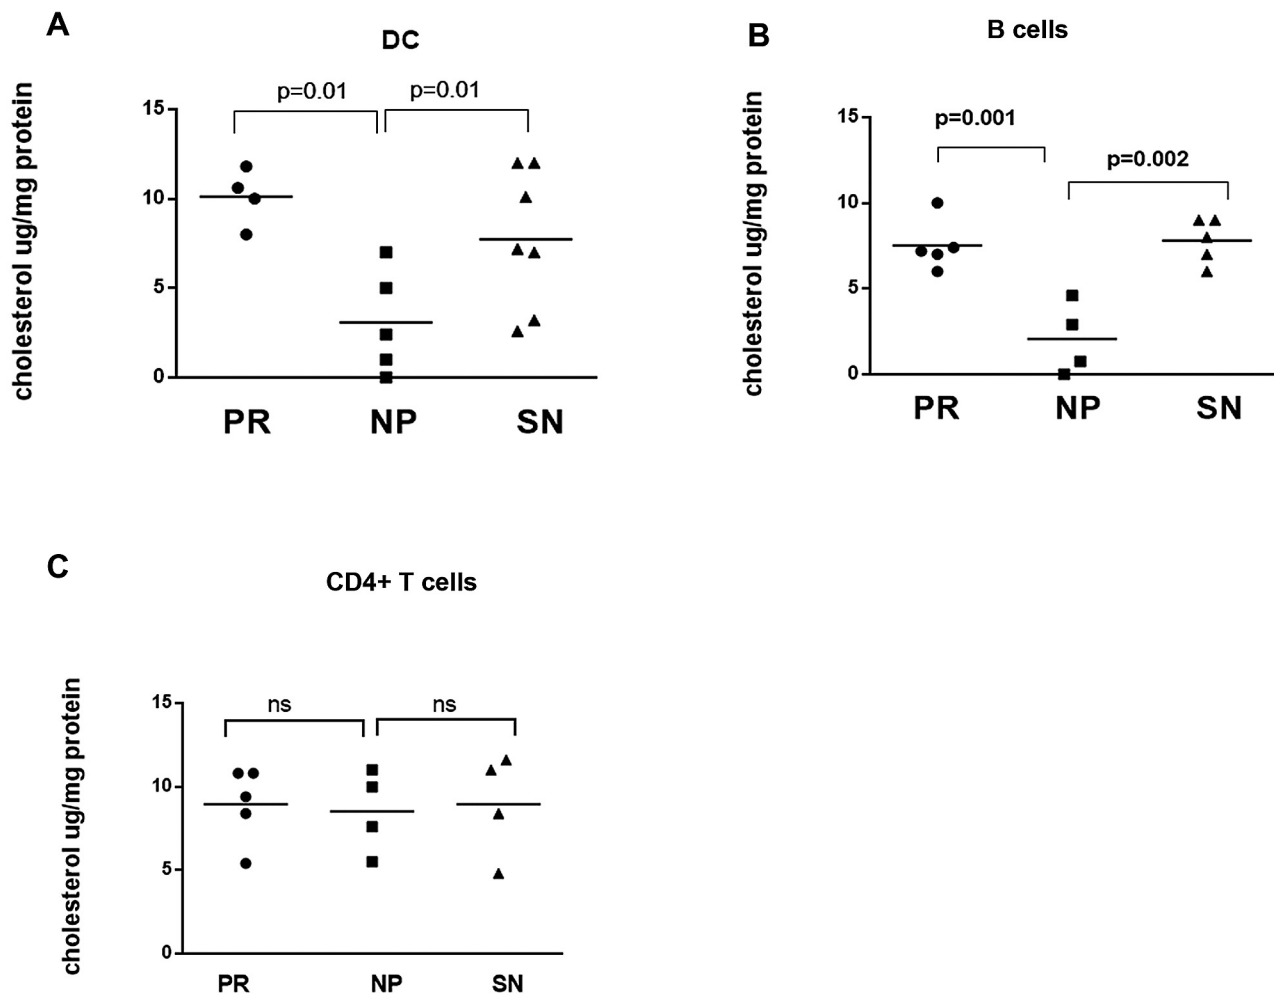 A
DC
cholesterol ug/mg protein
p=0.01
p=0.01
15
10
5
0
PR
NP
SN
B
B cells
cholesterol ug/mg protein
p=0.001
p=0.002
15
10
5
0
PR
NP
SN
C
CD4+ T cells
cholesterol ug/mg protein
ns
ns
15
10
5
0
PR
NP
SN